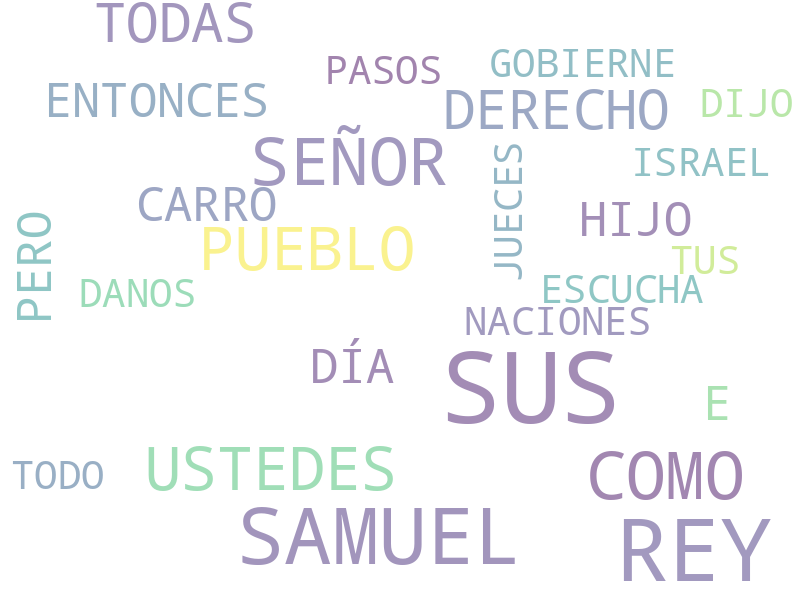 TODAS
PASOS
GOBIERNE
ENTONCES
DERECHO
DIJO
SEÑOR
JUECES
ISRAEL
CARRO
HIJO
PERO
PUEBLO
TUS
DANOS
ESCUCHA
NACIONES
DÍA
SUS
E
TODO
USTEDES
COMO
SAMUEL
REY